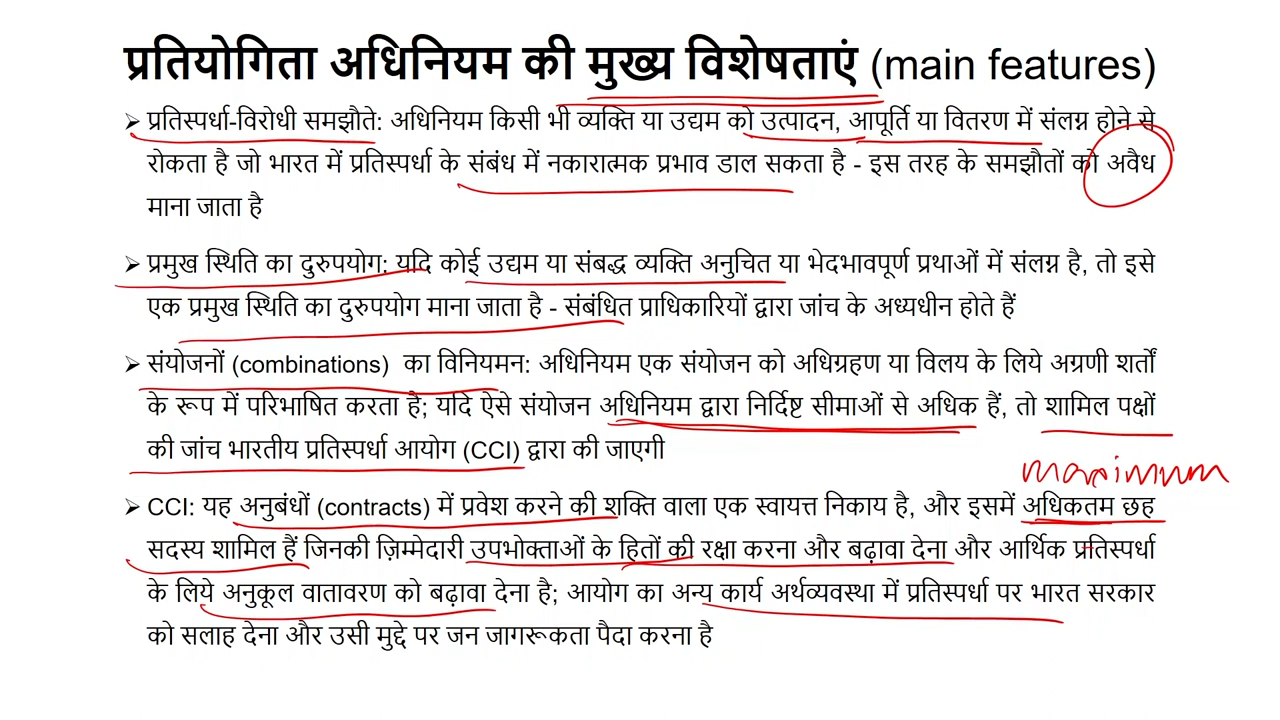 प्रतियोगिता अधिनियम की मुख्य विशेषताएं (main features)
➢ प्रतिस्पर्धा-विरोधी समझौते: अधिनियम किसी भी व्यक्ति या उद्यम को उत्पादन, आपूर्ति या वितरण में संलग्न होने से
रोकता है जो भारत में प्रतिस्पर्धा के संबंध में नकारात्मक प्रभाव डाल सकता है - इस तरह के समझौतों को अवैध
माना जाता है
➢ प्रमुख स्थिति का दुरुपयोग: यदि कोई उद्यम या संबद्ध व्यक्ति अनुचित या भेदभावपूर्ण प्रथाओं में संलग्न है, तो इसे
एक प्रमुख स्थिति का दुरुपयोग माना जाता है - संबंधित प्राधिकारियों द्वारा जांच के अध्यधीन होते हैं
➢ संयोजनों (combinations) का विनियमन: अधिनियम एक संयोजन को अधिग्रहण या विलय के लिये अग्रणी शर्तों
के रूप में परिभाषित करता है; यदि ऐसे संयोजन अधिनियम द्वारा निर्दिष्ट सीमाओं से अधिक हैं, तो शामिल पक्षों
की जांच भारतीय प्रतिस्पर्धा आयोग (CCI) द्वारा की जाएगी
maximum
➢ CCI: यह अनुबंधों (contracts) में प्रवेश करने की शक्ति वाला एक स्वायत्त निकाय है, और इसमें अधिकतम छह
सदस्य शामिल हैं जिनकी ज़िम्मेदारी उपभोक्ताओं के हितों की रक्षा करना और बढ़ावा देना और आर्थिक प्रतिस्पर्धा
के लिये अनुकूल वातावरण को बढ़ावा देना है; आयोग का अन्य कार्य अर्थव्यवस्था में प्रतिस्पर्धा पर भारत सरकार
को सलाह देना और उसी मुद्दे पर जन जागरूकता पैदा करना है